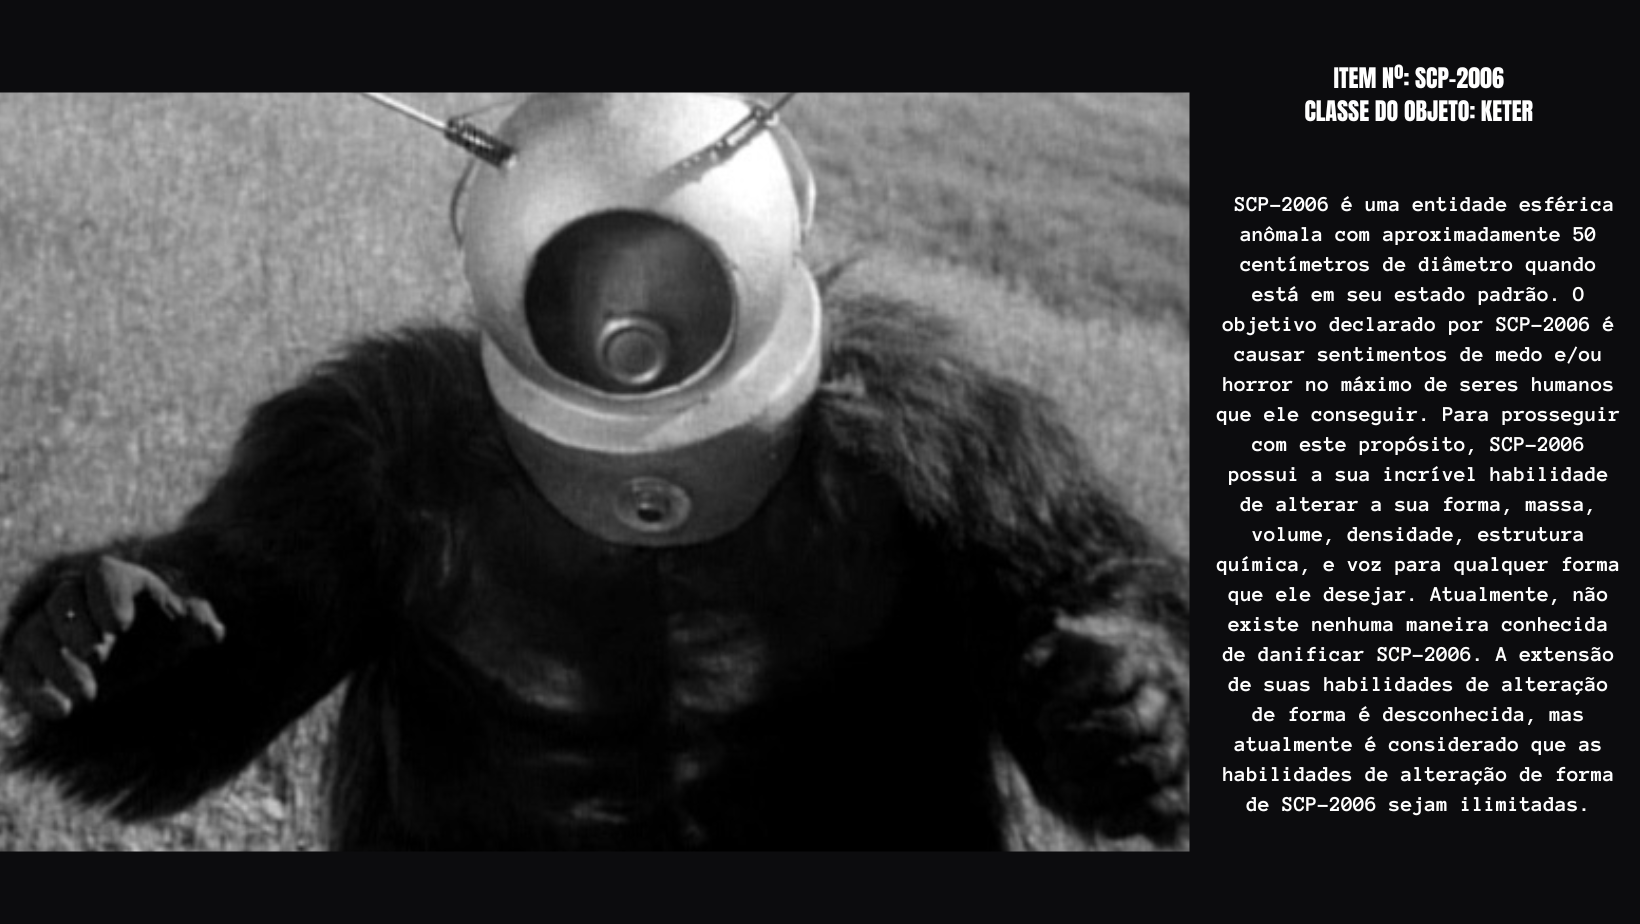 ITEM Nº: SCP-2006
CLASSE DO OBJETO: KETER
SCP-2006 é uma entidade esférica
anômala com aproximadamente 50
centímetros de diâmetro quando
está em seu estado padrão. O
objetivo declarado por SCP-2006 é
causar sentimentos de medo e/ou
horror no máximo de seres humanos
que ele conseguir. Para prosseguir
com este propósito, SCP-2006
possui a sua incrível habilidade
de alterar a sua forma, massa,
volume, densidade, estrutura
química, e voz para qualquer forma
que ele desejar. Atualmente, não
existe nenhuma maneira conhecida
de danificar SCP-2006. A extensão
de suas habilidades de alteração
de forma é desconhecida, mas
atualmente é considerado que as
habilidades de alteração de forma
de SCP-2006 sejam ilimitadas.